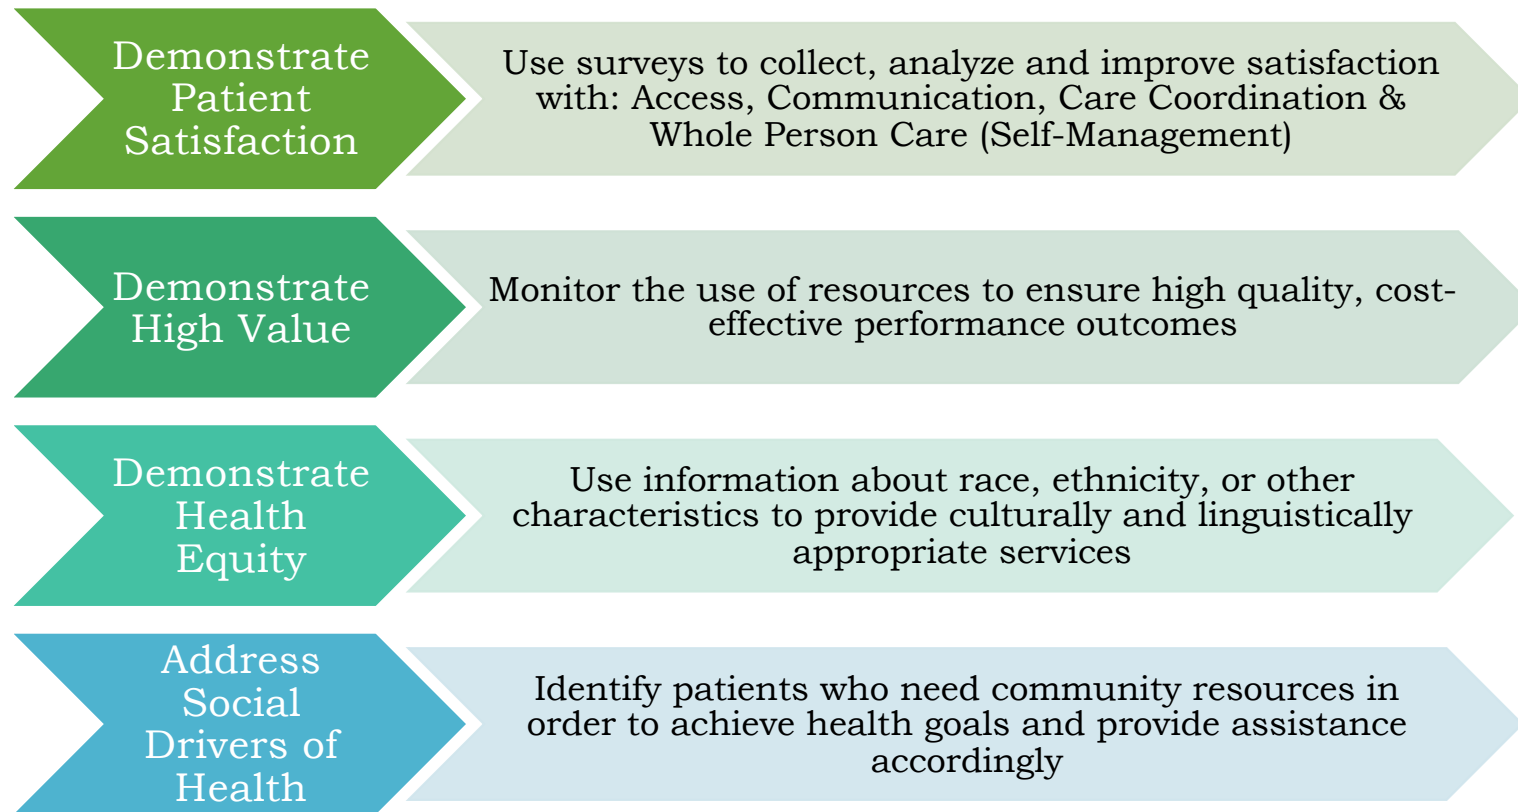 Demonstrate
Patient
Satisfaction
Use surveys to collect, analyze and improve satisfaction
with: Access, Communication, Care Coordination &
Whole Person Care (Self-Management)
Demonstrate
High Value
Monitor the use of resources to ensure high quality, cost-
effective performance outcomes
Demonstrate
Health
Equity
Use information about race, ethnicity, or other
characteristics to provide culturally and linguistically
appropriate services
Address
Social
Drivers of
Health
Identify patients who need community resources in
order to achieve health goals and provide assistance
accordingly